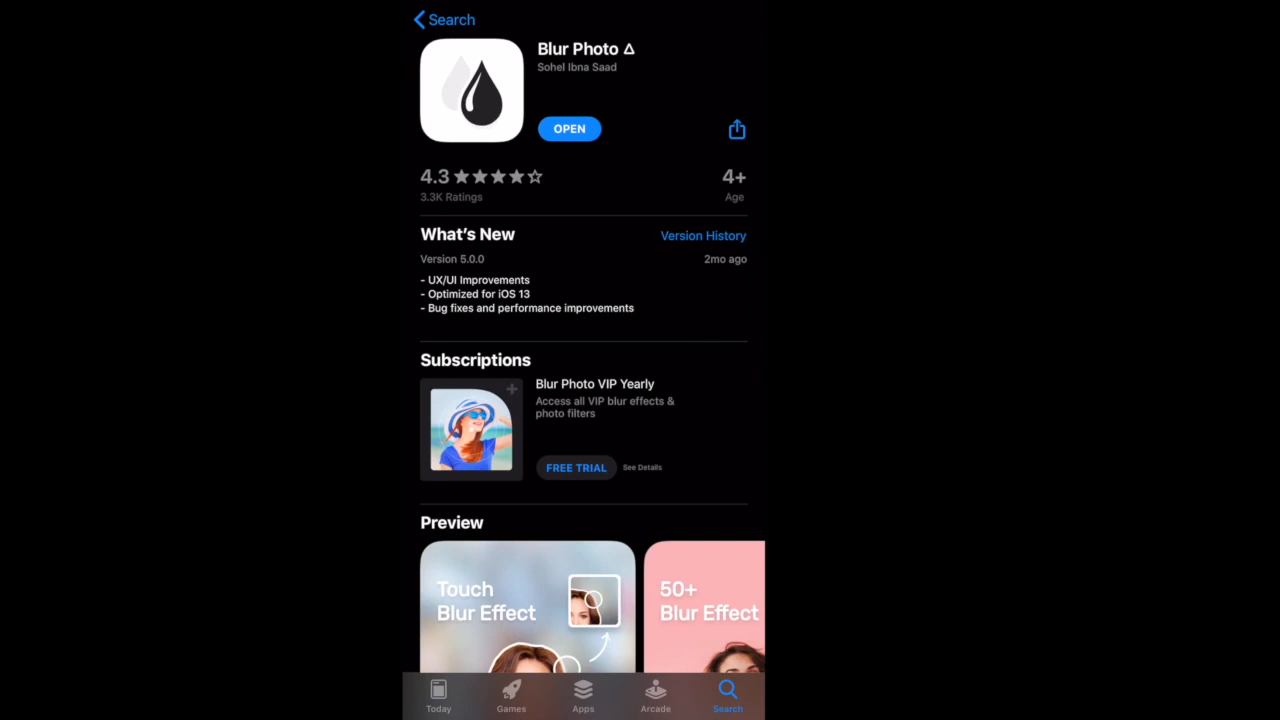 Search
Blur Photo △
Sohel Ibna Saad
OPEN
4.3
4+
3.3K Ratings
Age
What's New
Version History
Version 5.0.0
2mo ago
- UX/UI Improvements
- Optimized for iOS 13
- Bug fixes and performance improvements
Subscriptions
Blur Photo VIP Yearly
Access all VIP blur effects &
photo filters
FREE TRIAL
See Details
Preview
Touch
Blur Effect
50+
Blur Effect
Today
Games
Apps
Arcade
Search